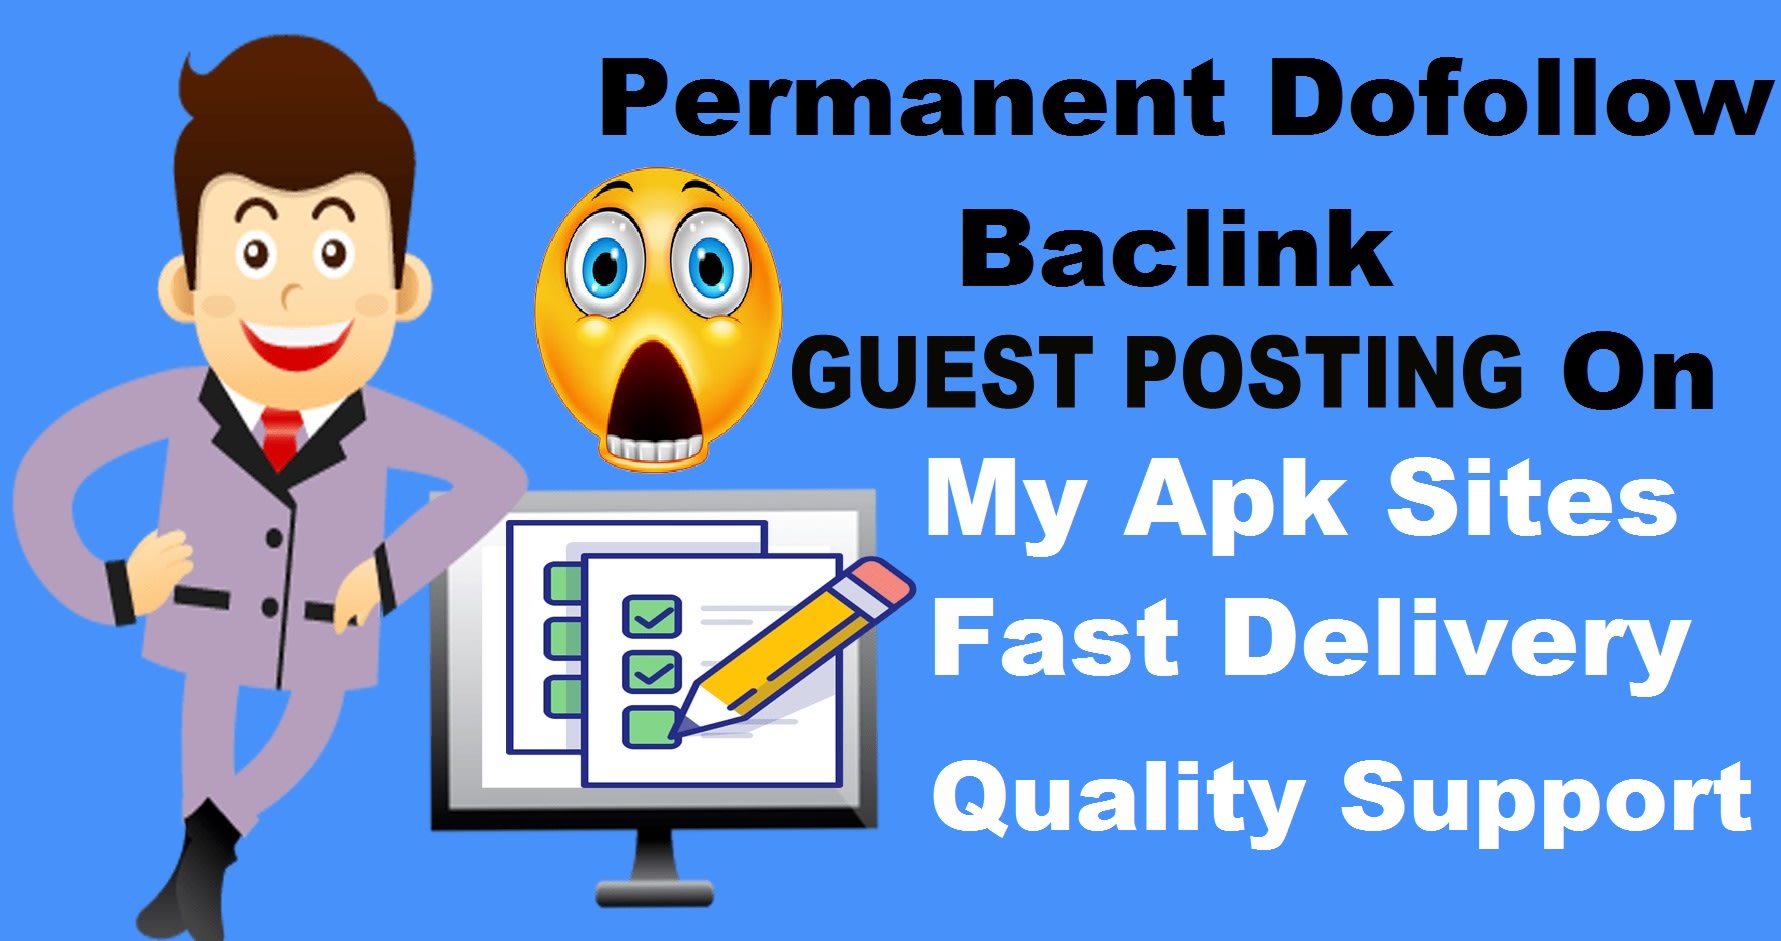 Permanent Dofollow
Baclink
GUEST POSTING On
My Apk Sites
Fast Delivery
Quality Support